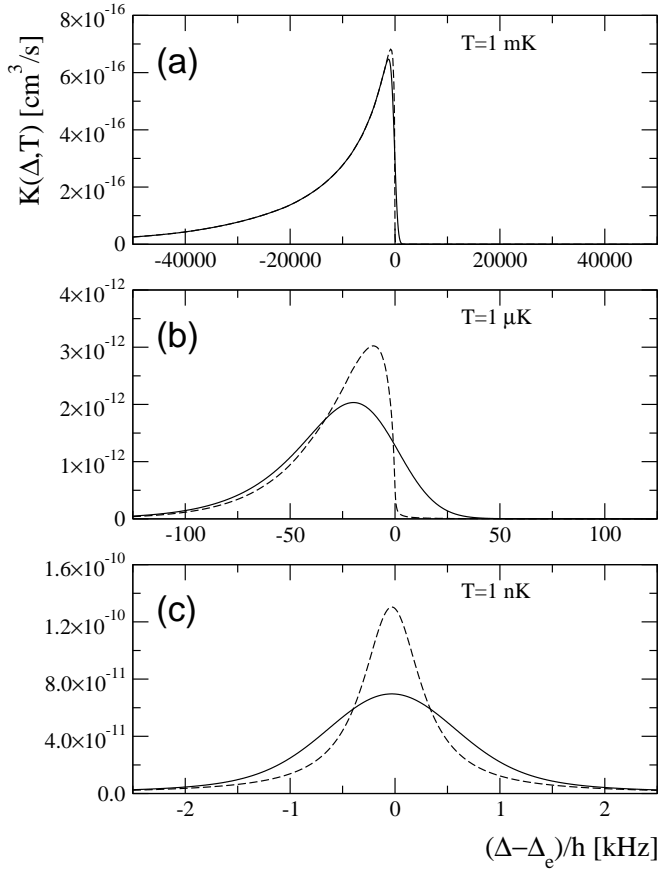 8×10⁻¹⁶
(a)
T=1 mK
6×10⁻¹⁶
4×10⁻¹⁶
2×10⁻¹⁶
0
K(Δ,T) [cm³/s]
-40000 -20000 0 20000 40000
4×10⁻¹²
(b)
T=1 μK
3×10⁻¹²
2×10⁻¹²
1×10⁻¹²
0
-100 -50 0 50 100
1.6×10⁻¹⁰
(c)
T=1 nK
1.2×10⁻¹⁰
8.0×10⁻¹¹
4.0×10⁻¹¹
0.0
-2 -1 0 1 2
(Δ−Δₑ)/h [kHz]